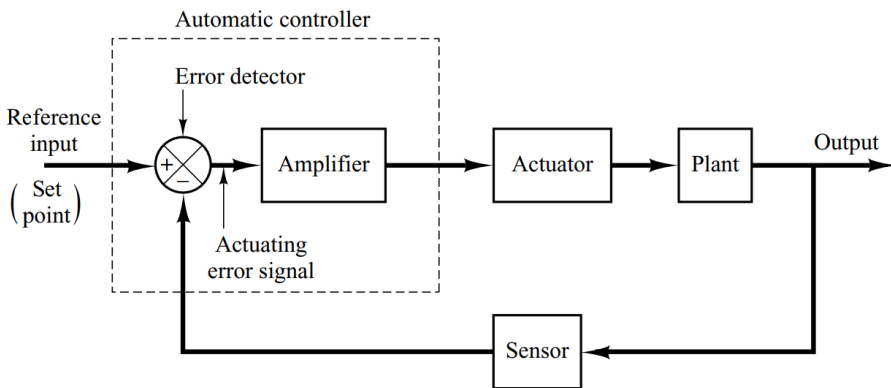 Automatic controller
Error detector
Reference
input
+
−
Amplifier
Actuator
Plant
Output
(Set
point)
Actuating
error signal
Sensor